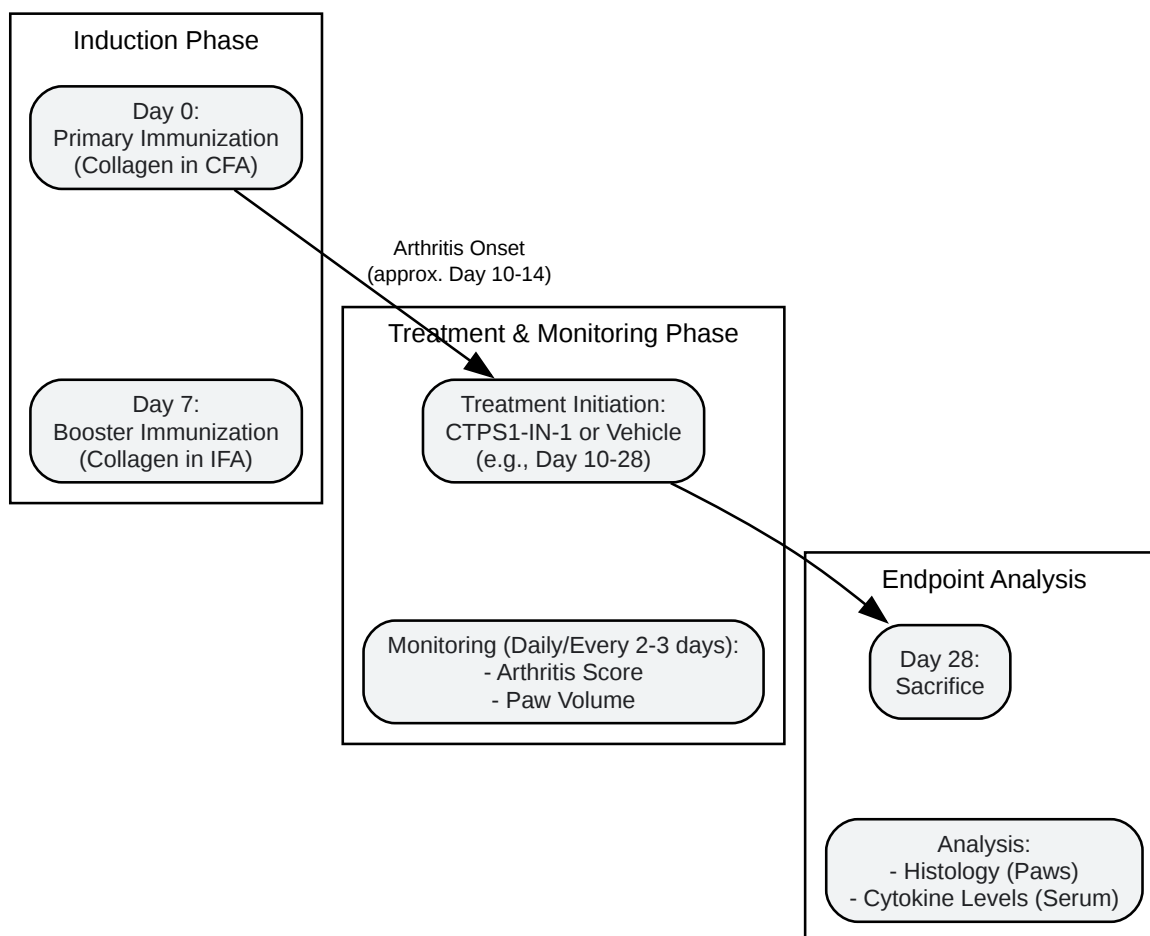 Induction Phase
Day 0:
Primary Immunization
(Collagen in CFA)
Arthritis Onset
(approx. Day 10-14)
Day 7:
Booster Immunization
(Collagen in IFA)
Treatment & Monitoring Phase
Treatment Initiation:
CTPS1-IN-1 or Vehicle
(e.g., Day 10-28)
Monitoring (Daily/Every 2-3 days):
- Arthritis Score
- Paw Volume
Endpoint Analysis
Day 28:
Sacrifice
Analysis:
- Histology (Paws)
- Cytokine Levels (Serum)